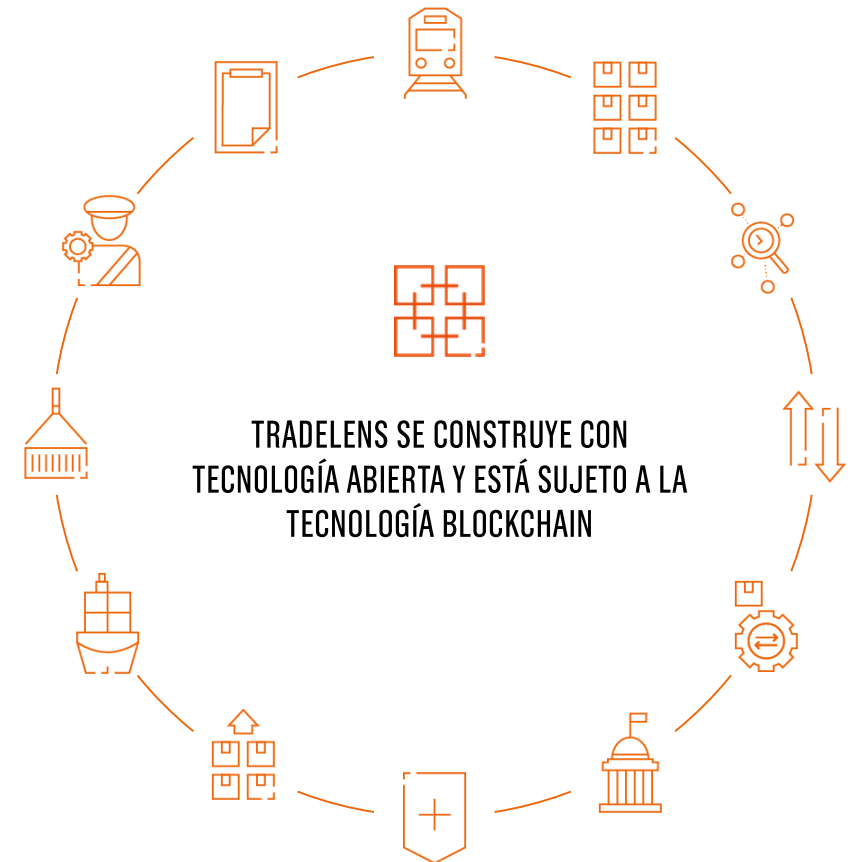 TRADELENS SE CONSTRUYE CON
TECNOLOGÍA ABIERTA Y ESTÁ SUJETO A LA
TECNOLOGÍA BLOCKCHAIN